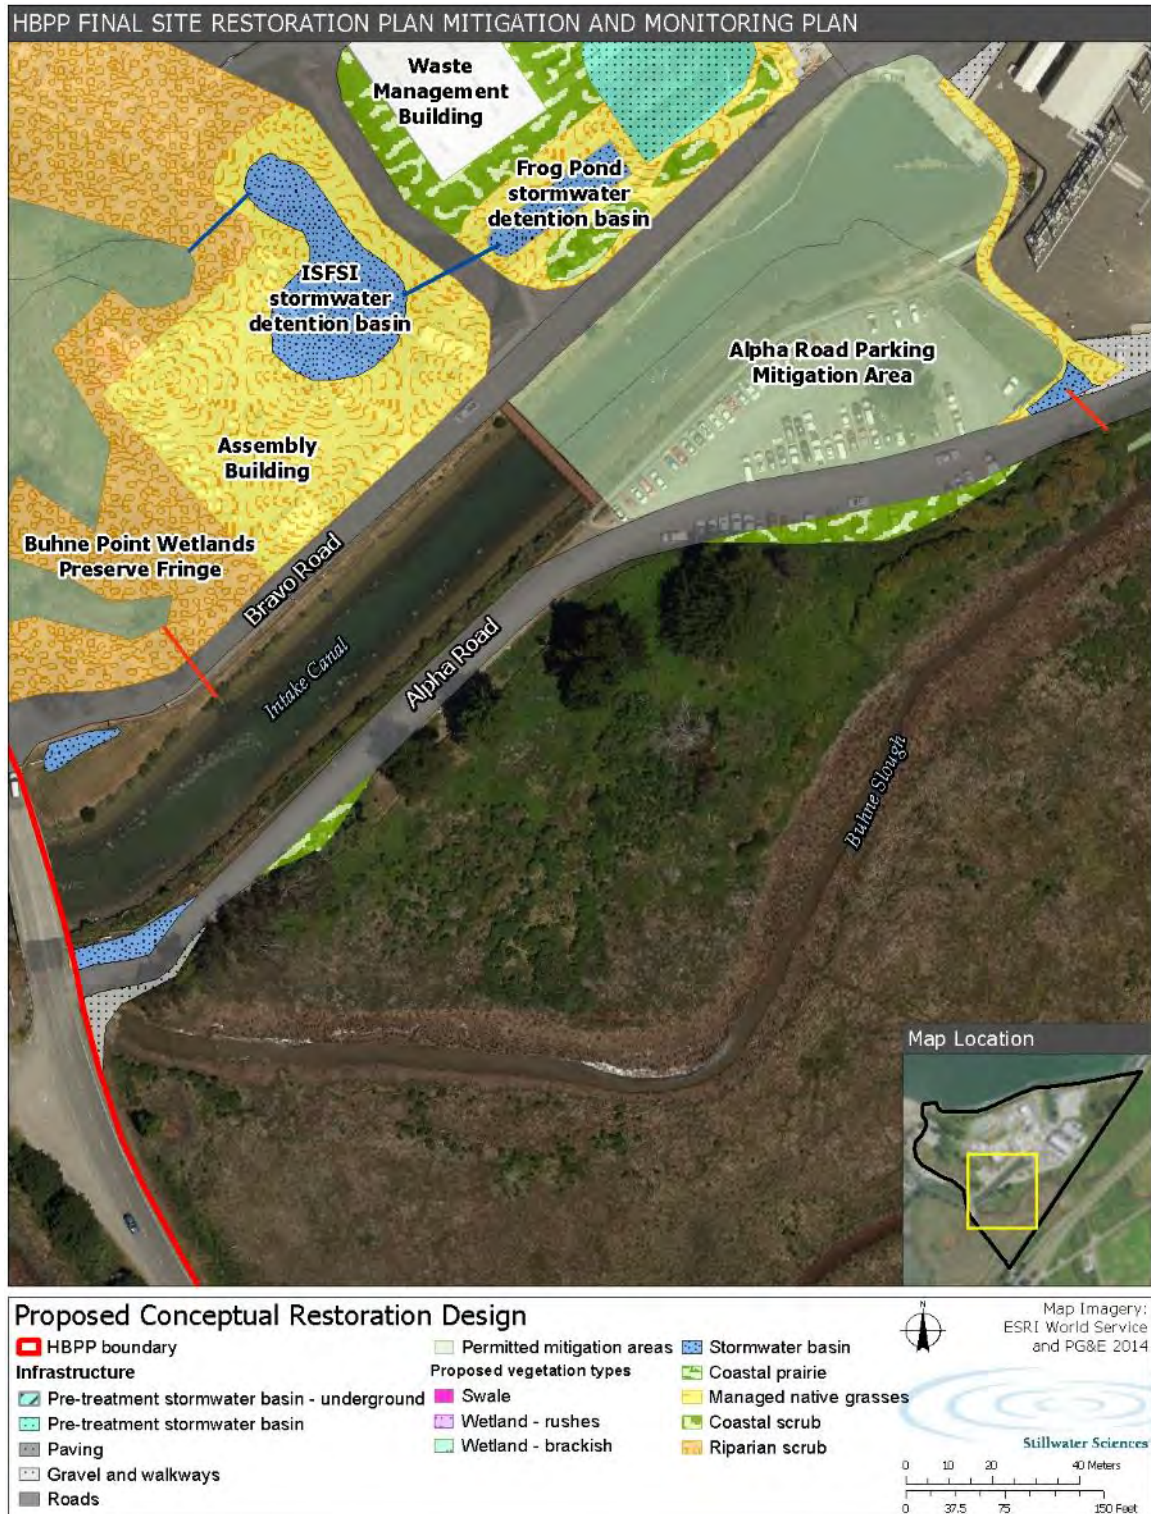 HBPP FINAL SITE RESTORATION PLAN MITIGATION AND MONITORING PLAN
Waste
Management
Building
Frog Pond
stormwater
detention basin
ISFSI
stormwater
detention basin
Alpha Road Parking
Mitigation Area
Assembly
Building
Buhne Point Wetlands
Preserve Fringe
Bravo Road
Intake Canal
Alpha Road
Buhne Slough
Map Location
Proposed Conceptual Restoration Design
HBPP boundary
Infrastructure
Pre-treatment stormwater basin - underground
Pre-treatment stormwater basin
Paving
Gravel and walkways
Roads
Permitted mitigation areas
Proposed vegetation types
Swale
Wetland - rushes
Wetland - brackish
Stormwater basin
Coastal prairie
Managed native grasses
Coastal scrub
Riparian scrub
N
Map Imagery:
ESRI World Service
and PG&E 2014
Stillwater Sciences
0 10 20 40 Meters
0 37.5 75 150 Feet